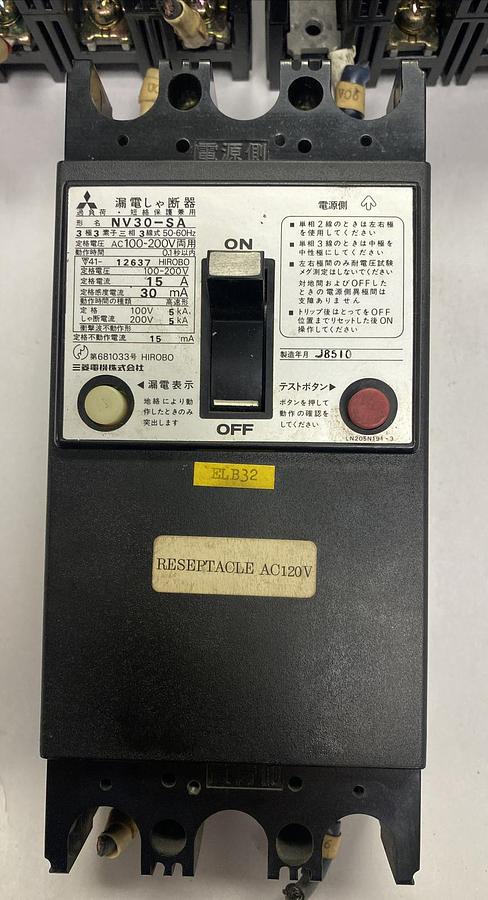 電源側
漏電しゃ断器
過負荷・短絡保護兼用
形 名 NV30-SA
3極3素子三相3線式 50-60Hz
定格電圧 AC100-200V両用
動作時間 0.1秒以内
▽41- 12637 HIROBO
定格電圧 100-200V
定格電流 15 A
定格感度電流 30 mA
動作時間の種類 高速形
定格 100V 5 kA
しゃ断電流 200V 5 kA
衝撃波不動作形
定格不動作電流 15 mA
第681033号 HIROBO
三菱電機株式会社
ON
OFF
電源側
単相2線のときは左右極
を使用してください
単相3線のときは中極を
中性極にしてください
左右極間のみ耐電圧試験
メグ測定はしないでください
対地間およびOFFした
ときの電源側異極間は
支障ありません
トリップ後はとってをOFF
位置までリセットした後ON
操作してください
製造年月 J8510
◀漏電表示
地絡により動
作したときのみ
突出します
テストボタン▶
ボタンを押して
動作の確認を
してください
LN205N191-3
ELB32
RESEPTACLE AC120V